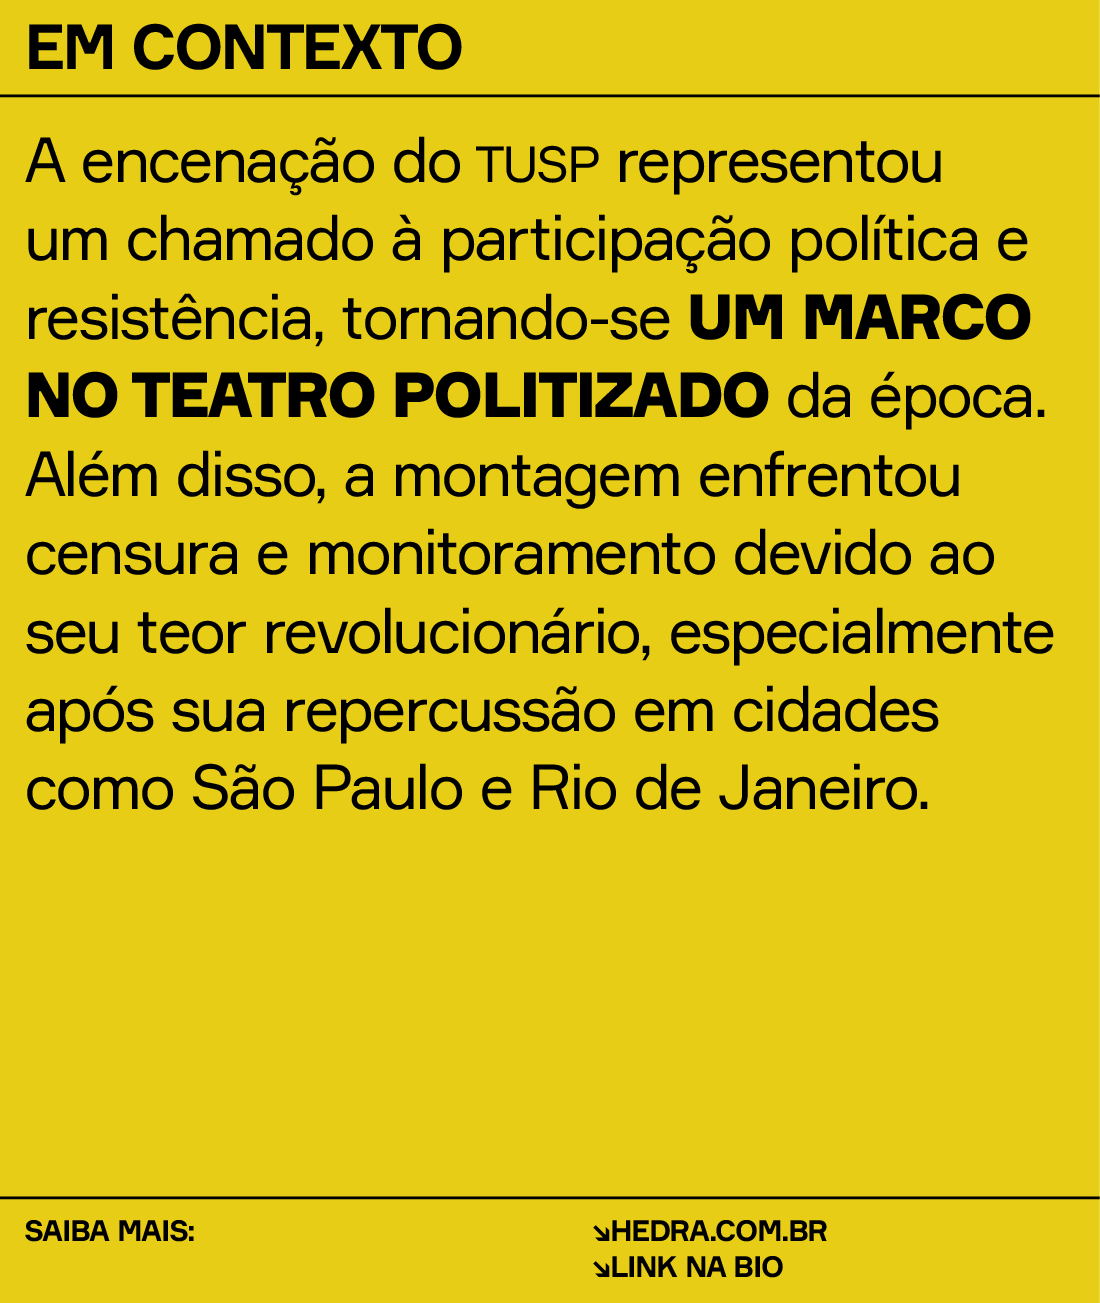 EM CONTEXTO
A encenação do TUSP representou
um chamado à participação política e
resistência, tornando-se UM MARCO
NO TEATRO POLITIZADO da época.
Além disso, a montagem enfrentou
censura e monitoramento devido ao
seu teor revolucionário, especialmente
após sua repercussão em cidades
como São Paulo e Rio de Janeiro.
SAIBA MAIS:
↘HEDRA.COM.BR
↘LINK NA BIO